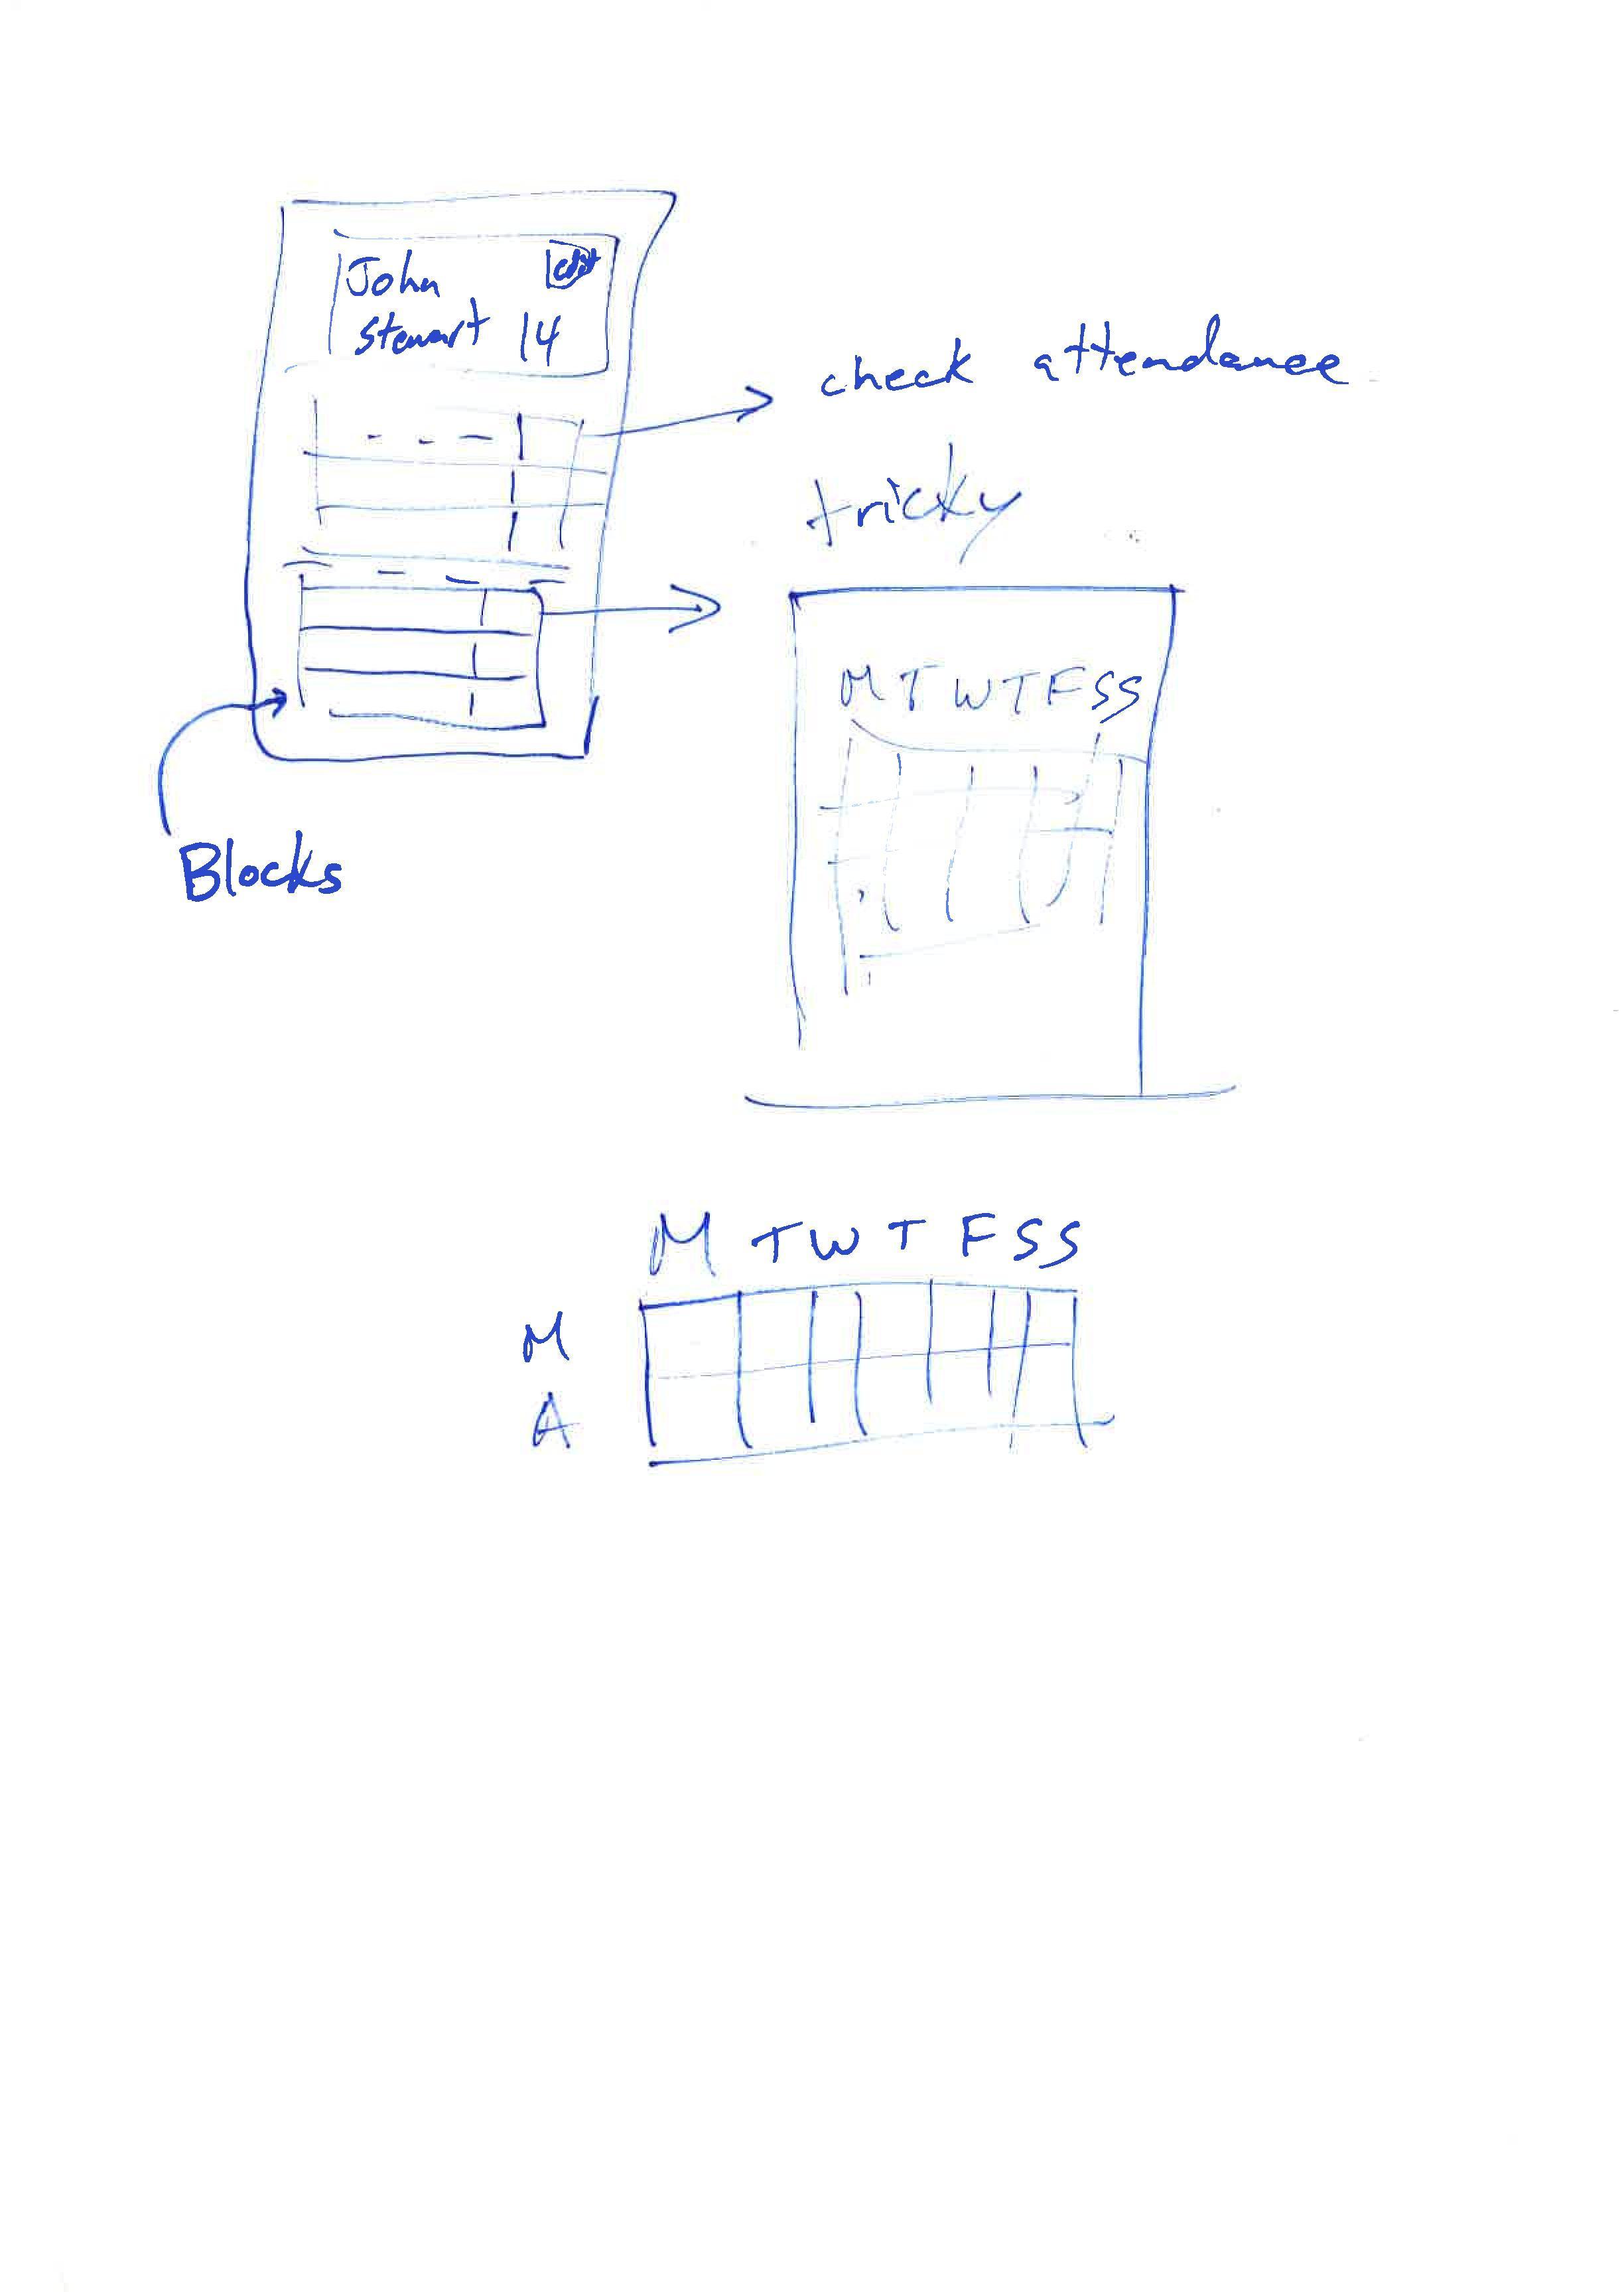 John edit
Stewart 14
check attendance
tricky
Blocks
M T W T F S S
M T W T F S S
M
A